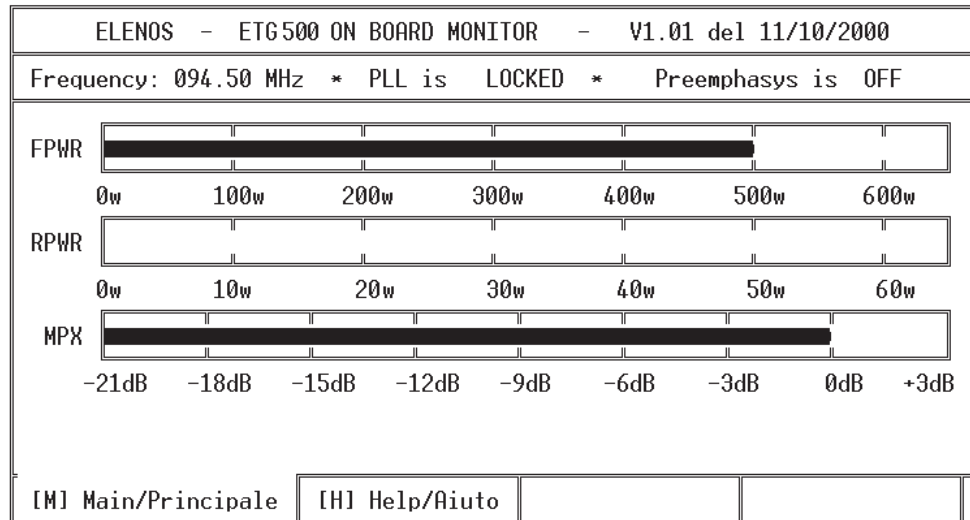 ELENOS - ETG500 ON BOARD MONITOR - V1.01 del 11/10/2000
Frequency: 094.50 MHz * PLL is LOCKED * Preemphasys is OFF
FPWR
0w 100w 200w 300w 400w 500w 600w
RPWR
0w 10w 20w 30w 40w 50w 60w
MPX
-21dB -18dB -15dB -12dB -9dB -6dB -3dB 0dB +3dB
[M] Main/Principale [H] Help/Aiuto